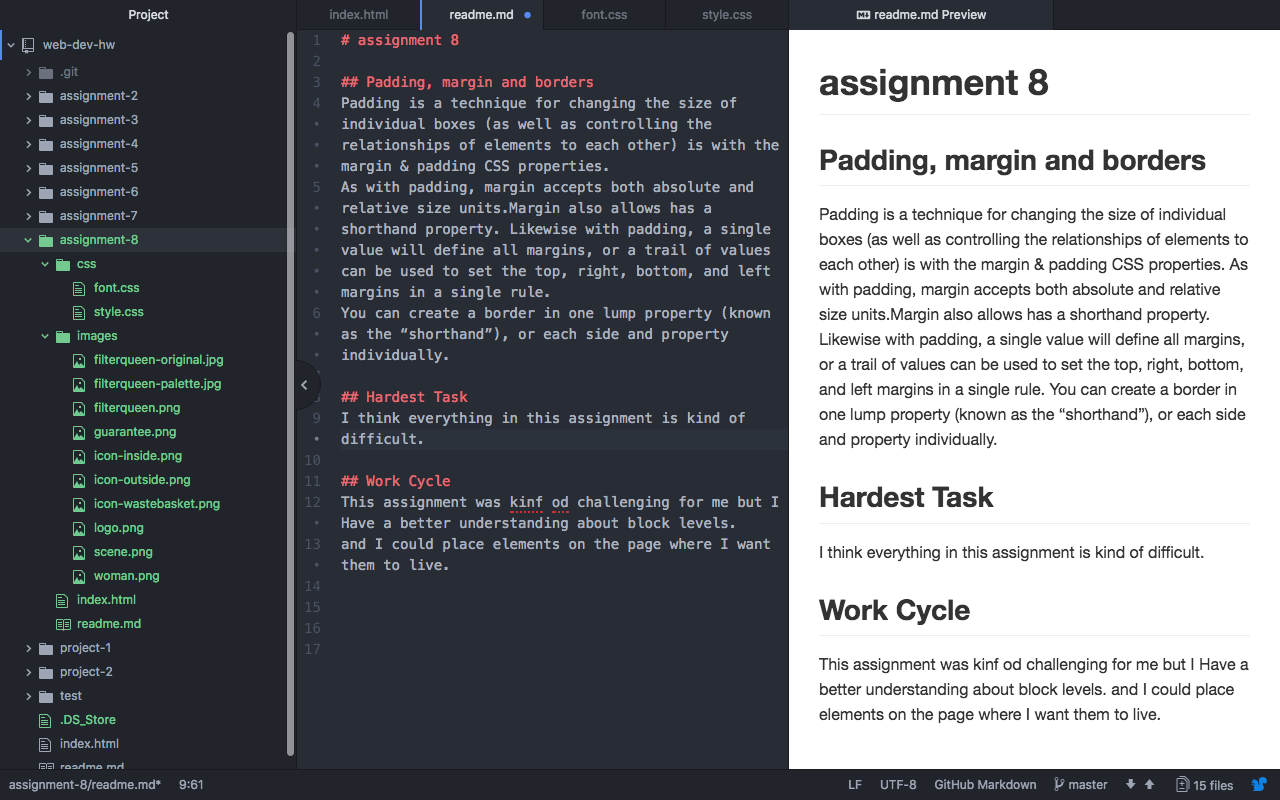 Project
index.html
readme.md
font.css
style.css
readme.md Preview
web-dev-hw
.git
assignment-2
assignment-3
assignment-4
assignment-5
assignment-6
assignment-7
assignment-8
css
font.css
style.css
images
filterqueen-original.jpg
filterqueen-palette.jpg
filterqueen.png
guarantee.png
icon-inside.png
icon-outside.png
icon-wastebasket.png
logo.png
scene.png
woman.png
index.html
readme.md
project-1
project-2
test
.DS_Store
index.html
readme.md
1 # assignment 8
2
3 ## Padding, margin and borders
4 Padding is a technique for changing the size of
individual boxes (as well as controlling the
relationships of elements to each other) is with the
margin & padding CSS properties.
5 As with padding, margin accepts both absolute and
relative size units.Margin also allows has a
shorthand property. Likewise with padding, a single
value will define all margins, or a trail of values
can be used to set the top, right, bottom, and left
margins in a single rule.
6 You can create a border in one lump property (known
as the “shorthand”), or each side and property
individually.
8 ## Hardest Task
9 I think everything in this assignment is kind of
difficult.
10
11 ## Work Cycle
12 This assignment was kinf od challenging for me but I
Have a better understanding about block levels.
13 and I could place elements on the page where I want
them to live.
14
15
16
17
assignment 8
Padding, margin and borders
Padding is a technique for changing the size of individual
boxes (as well as controlling the relationships of elements to
each other) is with the margin & padding CSS properties. As
with padding, margin accepts both absolute and relative
size units.Margin also allows has a shorthand property.
Likewise with padding, a single value will define all margins,
or a trail of values can be used to set the top, right, bottom,
and left margins in a single rule. You can create a border in
one lump property (known as the “shorthand”), or each side
and property individually.
Hardest Task
I think everything in this assignment is kind of difficult.
Work Cycle
This assignment was kinf od challenging for me but I Have a
better understanding about block levels. and I could place
elements on the page where I want them to live.
assignment-8/readme.md*
9:61
LF
UTF-8
GitHub Markdown
master
15 files